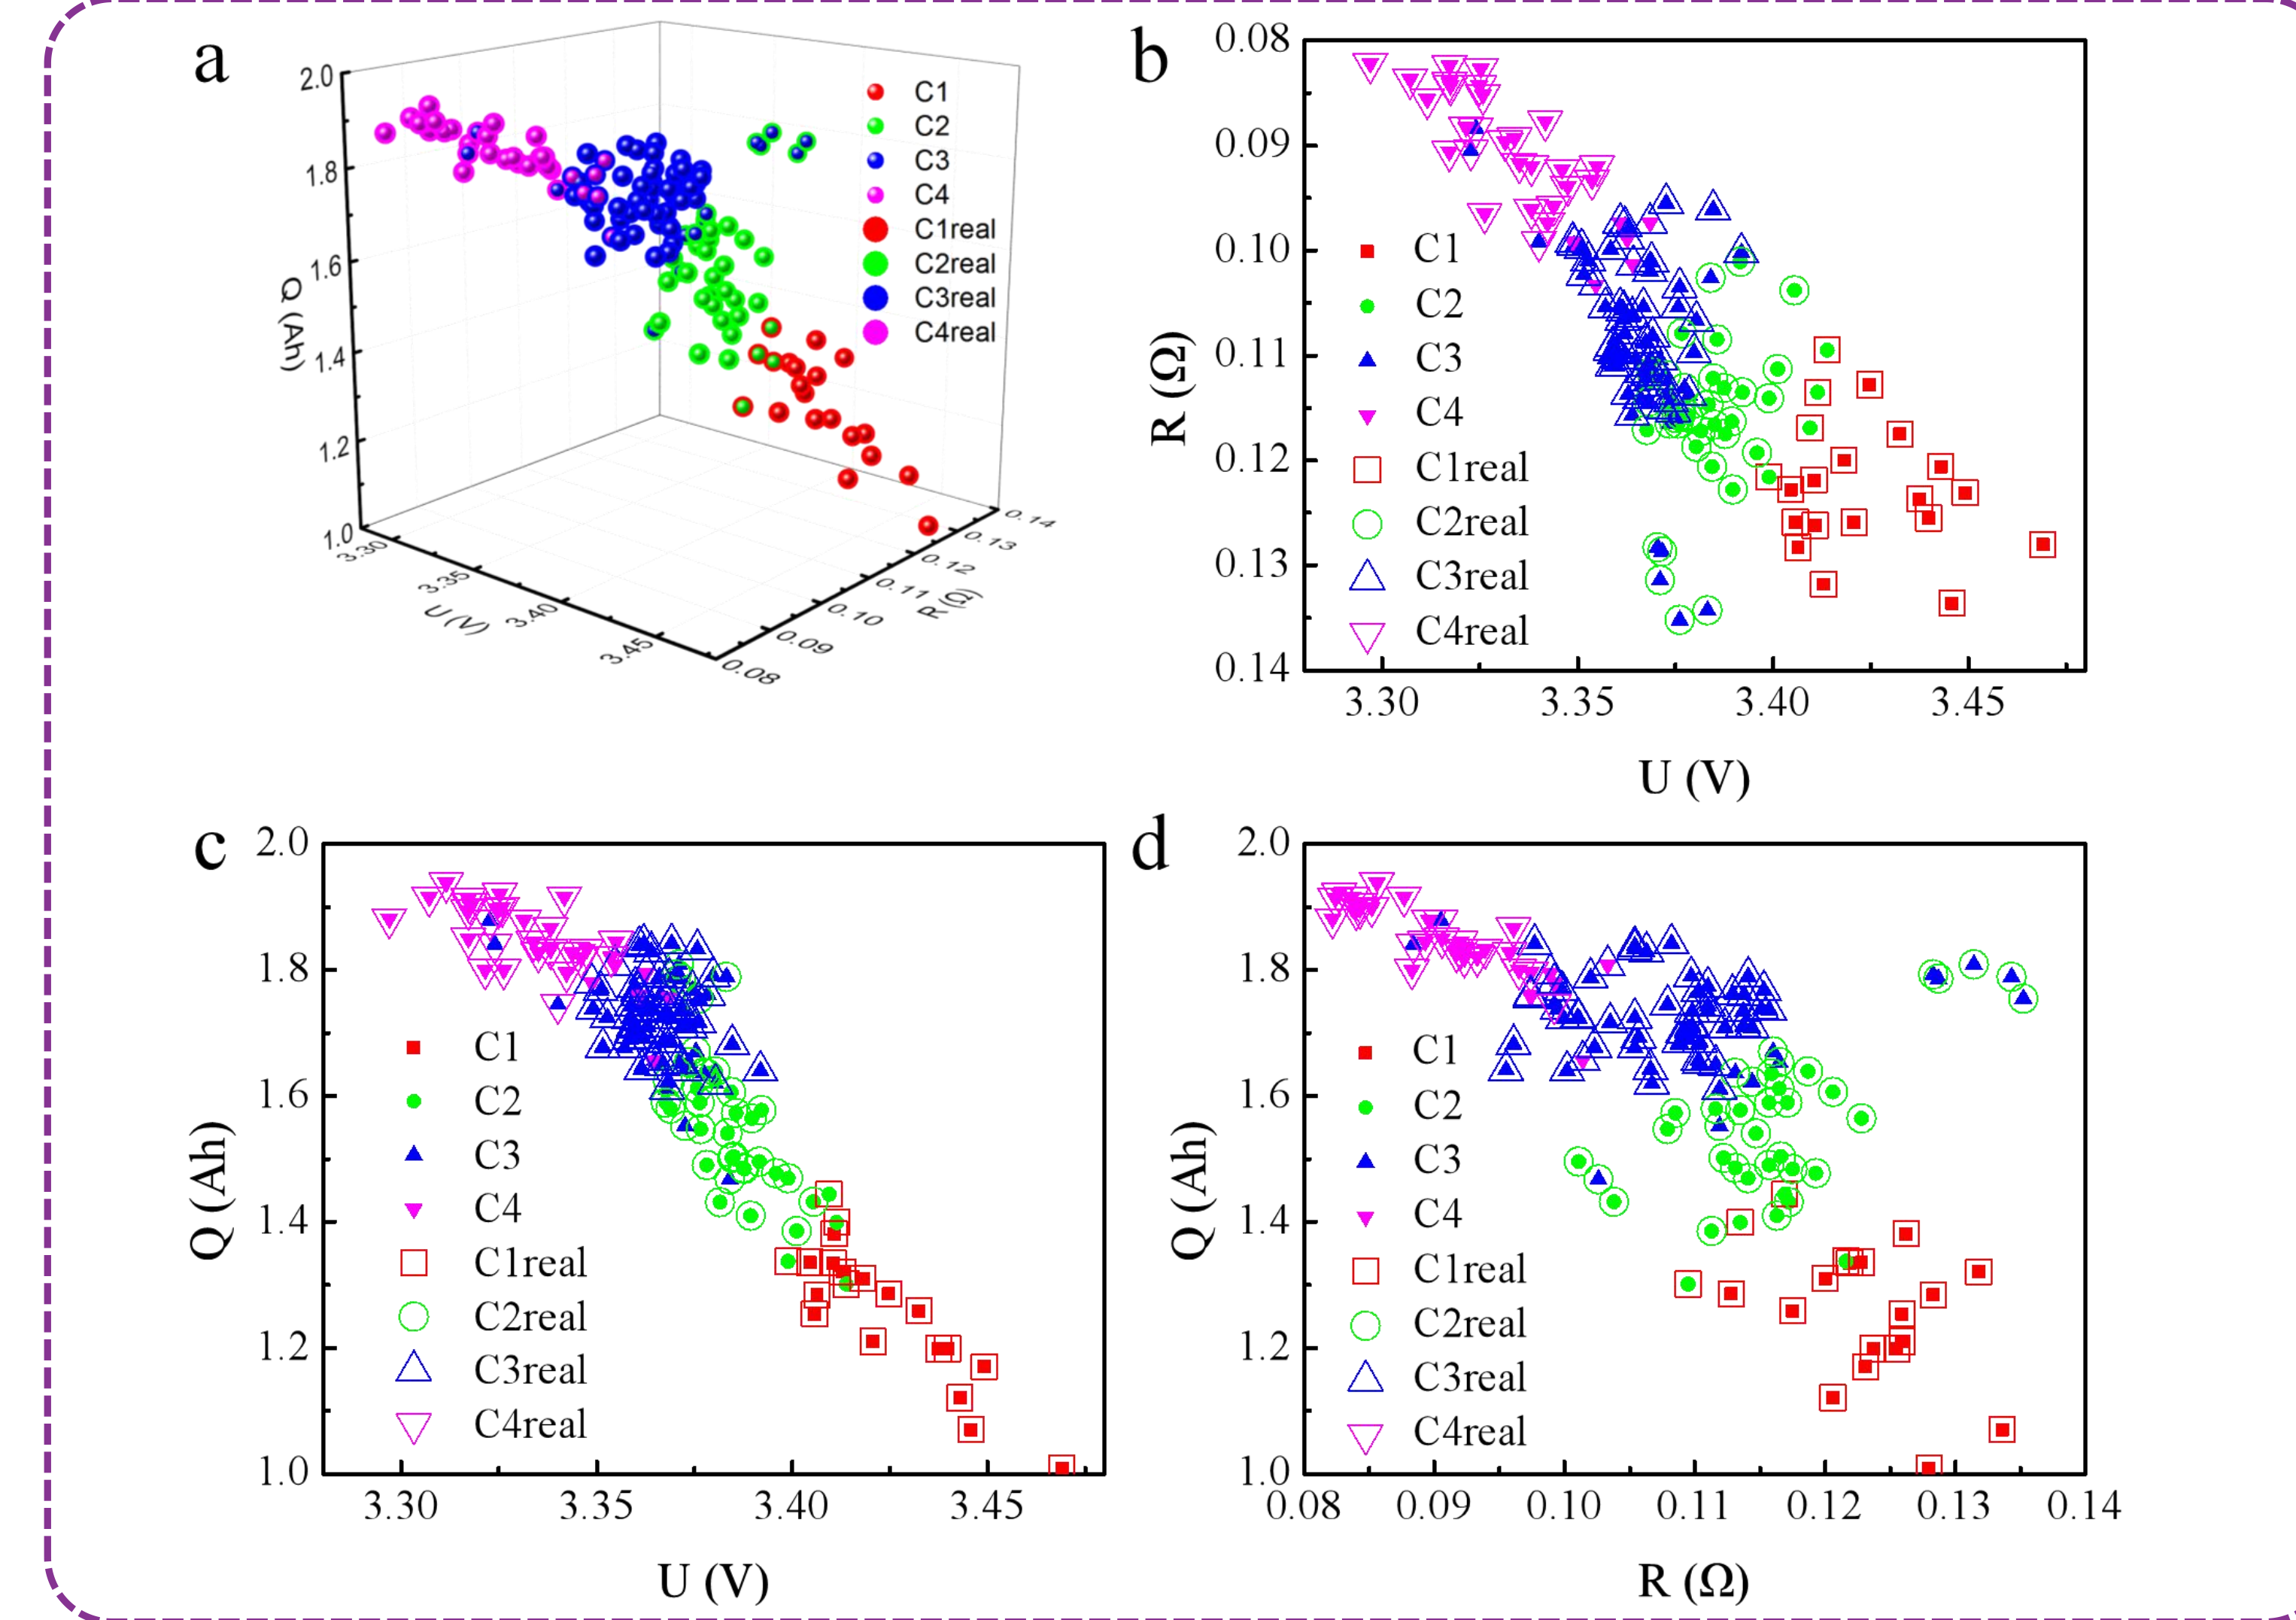 a
2.0
1.8
1.6
1.4
1.2
1.0
Q (Ah)
3.30
3.35
3.40
3.45
U (V)
0.08
0.09
0.10
0.11
0.12
0.13
0.14
R (Ω)
C1
C2
C3
C4
C1real
C2real
C3real
C4real
b
0.08
0.09
0.10
0.11
0.12
0.13
0.14
R (Ω)
C1
C2
C3
C4
C1real
C2real
C3real
C4real
3.30 3.35 3.40 3.45
U (V)
c
2.0
1.8
1.6
1.4
1.2
1.0
Q (Ah)
C1
C2
C3
C4
C1real
C2real
C3real
C4real
3.30 3.35 3.40 3.45
U (V)
d
2.0
1.8
1.6
1.4
1.2
1.0
Q (Ah)
C1
C2
C3
C4
C1real
C2real
C3real
C4real
0.08 0.09 0.10 0.11 0.12 0.13 0.14
R (Ω)